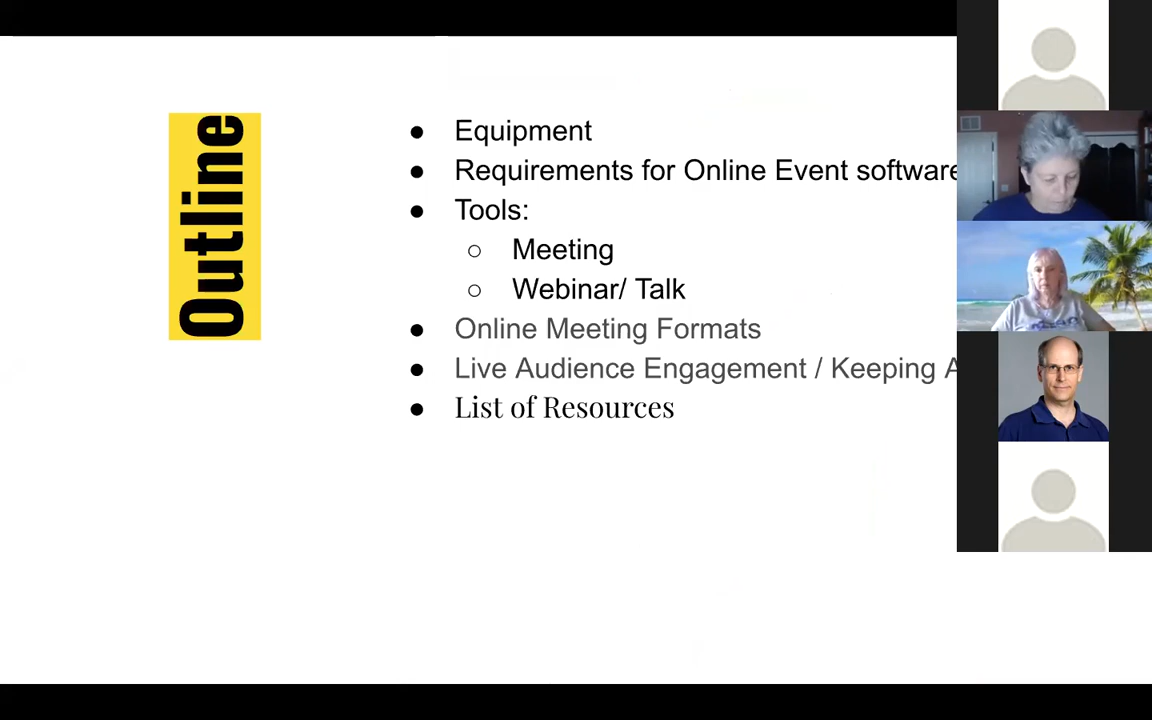 Outline
● Equipment
● Requirements for Online Event software
● Tools:
○ Meeting
○ Webinar/ Talk
● Online Meeting Formats
● Live Audience Engagement / Keeping A
● List of Resources